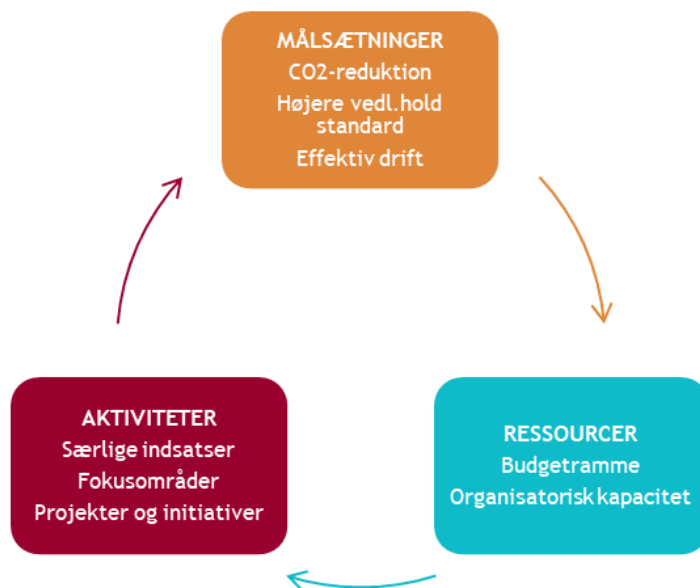 MÅLSÆTNINGER
CO2-reduktion
Højere vedl.hold
standard
Effektiv drift
AKTIVITETER
Særlige indsatser
Fokusområder
Projekter og initiativer
RESSOURCER
Budgetramme
Organisatorisk kapacitet